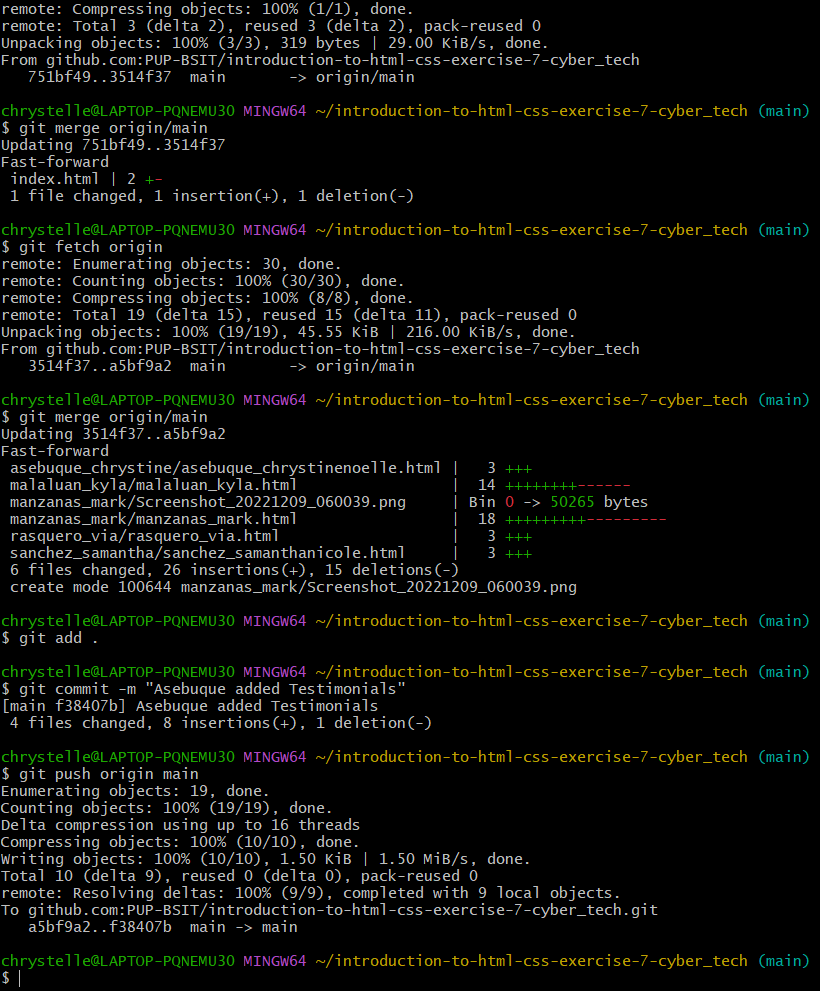 remote: Compressing objects: 100% (1/1), done.
remote: Total 3 (delta 2), reused 3 (delta 2), pack-reused 0
Unpacking objects: 100% (3/3), 319 bytes | 29.00 KiB/s, done.
From github.com:PUP-BSIT/introduction-to-html-css-exercise-7-cyber_tech
   751bf49..3514f37  main       -> origin/main

chrystelle@LAPTOP-PQNEMU30 MINGW64 ~/introduction-to-html-css-exercise-7-cyber_tech (main)
$ git merge origin/main
Updating 751bf49..3514f37
Fast-forward
 index.html | 2 +-
 1 file changed, 1 insertion(+), 1 deletion(-)

chrystelle@LAPTOP-PQNEMU30 MINGW64 ~/introduction-to-html-css-exercise-7-cyber_tech (main)
$ git fetch origin
remote: Enumerating objects: 30, done.
remote: Counting objects: 100% (30/30), done.
remote: Compressing objects: 100% (8/8), done.
remote: Total 19 (delta 15), reused 15 (delta 11), pack-reused 0
Unpacking objects: 100% (19/19), 45.55 KiB | 216.00 KiB/s, done.
From github.com:PUP-BSIT/introduction-to-html-css-exercise-7-cyber_tech
   3514f37..a5bf9a2  main       -> origin/main

chrystelle@LAPTOP-PQNEMU30 MINGW64 ~/introduction-to-html-css-exercise-7-cyber_tech (main)
$ git merge origin/main
Updating 3514f37..a5bf9a2
Fast-forward
 asebuque_chrystine/asebuque_chrystinenoelle.html |   3 +++
 malaluan_kyla/malaluan_kyla.html                 |  14 ++++++++------
 manzanas_mark/Screenshot_20221209_060039.png     | Bin 0 -> 50265 bytes
 manzanas_mark/manzanas_mark.html                 |  18 +++++++++---------
 rasquero_via/rasquero_via.html                   |   3 +++
 sanchez_samantha/sanchez_samanthanicole.html     |   3 +++
 6 files changed, 26 insertions(+), 15 deletions(-)
 create mode 100644 manzanas_mark/Screenshot_20221209_060039.png

chrystelle@LAPTOP-PQNEMU30 MINGW64 ~/introduction-to-html-css-exercise-7-cyber_tech (main)
$ git add .

chrystelle@LAPTOP-PQNEMU30 MINGW64 ~/introduction-to-html-css-exercise-7-cyber_tech (main)
$ git commit -m "Asebuque added Testimonials"
[main f38407b] Asebuque added Testimonials
 4 files changed, 8 insertions(+), 1 deletion(-)

chrystelle@LAPTOP-PQNEMU30 MINGW64 ~/introduction-to-html-css-exercise-7-cyber_tech (main)
$ git push origin main
Enumerating objects: 19, done.
Counting objects: 100% (19/19), done.
Delta compression using up to 16 threads
Compressing objects: 100% (10/10), done.
Writing objects: 100% (10/10), 1.50 KiB | 1.50 MiB/s, done.
Total 10 (delta 9), reused 0 (delta 0), pack-reused 0
remote: Resolving deltas: 100% (9/9), completed with 9 local objects.
To github.com:PUP-BSIT/introduction-to-html-css-exercise-7-cyber_tech.git
   a5bf9a2..f38407b  main -> main

chrystelle@LAPTOP-PQNEMU30 MINGW64 ~/introduction-to-html-css-exercise-7-cyber_tech (main)
$